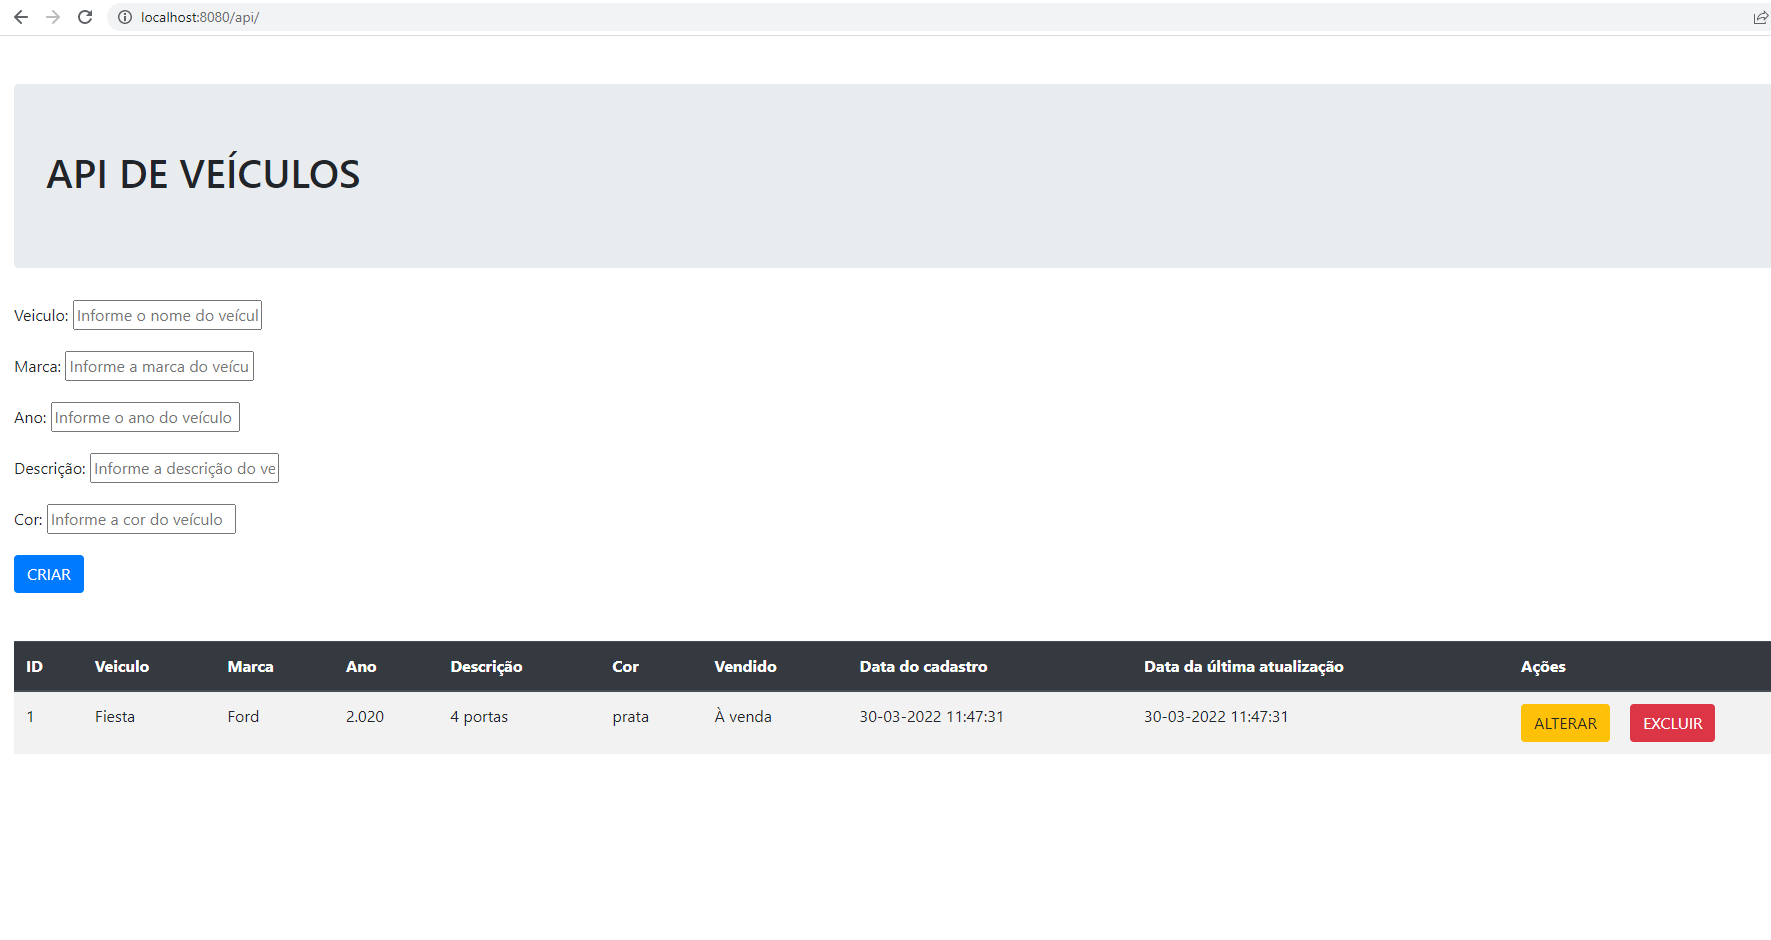 localhost:8080/api/
API DE VEÍCULOS
Veiculo: Informe o nome do veícul
Marca: Informe a marca do veícu
Ano: Informe o ano do veículo
Descrição: Informe a descrição do ve
Cor: Informe a cor do veículo
CRIAR
ID Veiculo Marca Ano Descrição Cor Vendido Data do cadastro Data da última atualização Ações
1 Fiesta Ford 2.020 4 portas prata À venda 30-03-2022 11:47:31 30-03-2022 11:47:31 ALTERAR EXCLUIR